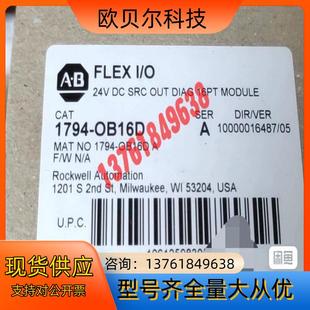 欧贝尔科技
A-B
FLEX I/O
24V DC SRC OUT DIAG 16PT MODULE
CAT
SER
DIR/VER
1794-OB16D
A
10000016487/05
MAT NO 1794-OB16D
F/W N/A
Rockwell Automation
1201 S 2nd St, Milwaukee, WI 53204, USA
U.P.C.
13761849638
现货供应
支持对公开票
咨询：13761849638
型号齐全量大从优